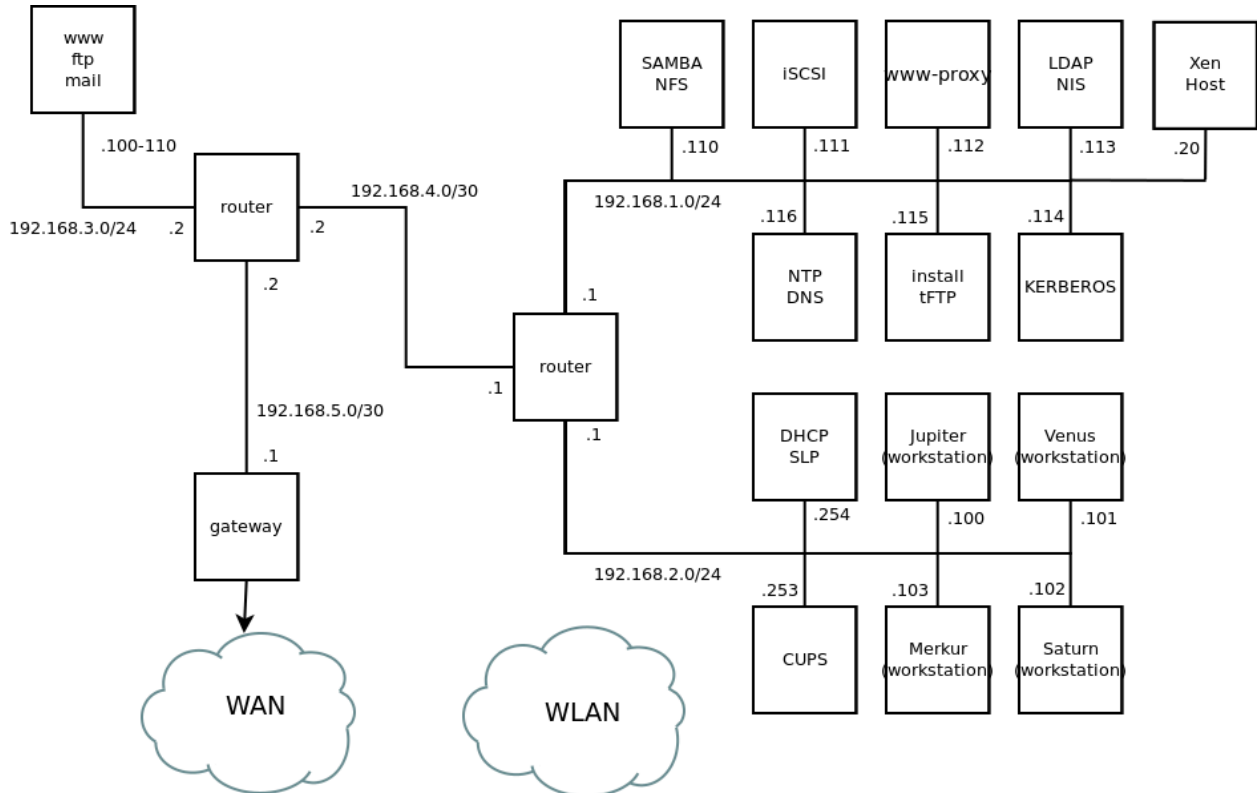 www
ftp
mail
.100-110
192.168.3.0/24
.2
router
.2
.2
192.168.4.0/30
192.168.5.0/30
.1
gateway
WAN
WLAN
router
.1
.1
.1
192.168.1.0/24
SAMBA
NFS
.110
iSCSI
.111
www-proxy
.112
LDAP
NIS
.113
Xen
Host
.20
.116
NTP
DNS
.115
install
tFTP
.114
KERBEROS
192.168.2.0/24
DHCP
SLP
.254
Jupiter
(workstation)
.100
Venus
(workstation)
.101
.253
CUPS
.103
Merkur
(workstation)
.102
Saturn
(workstation)